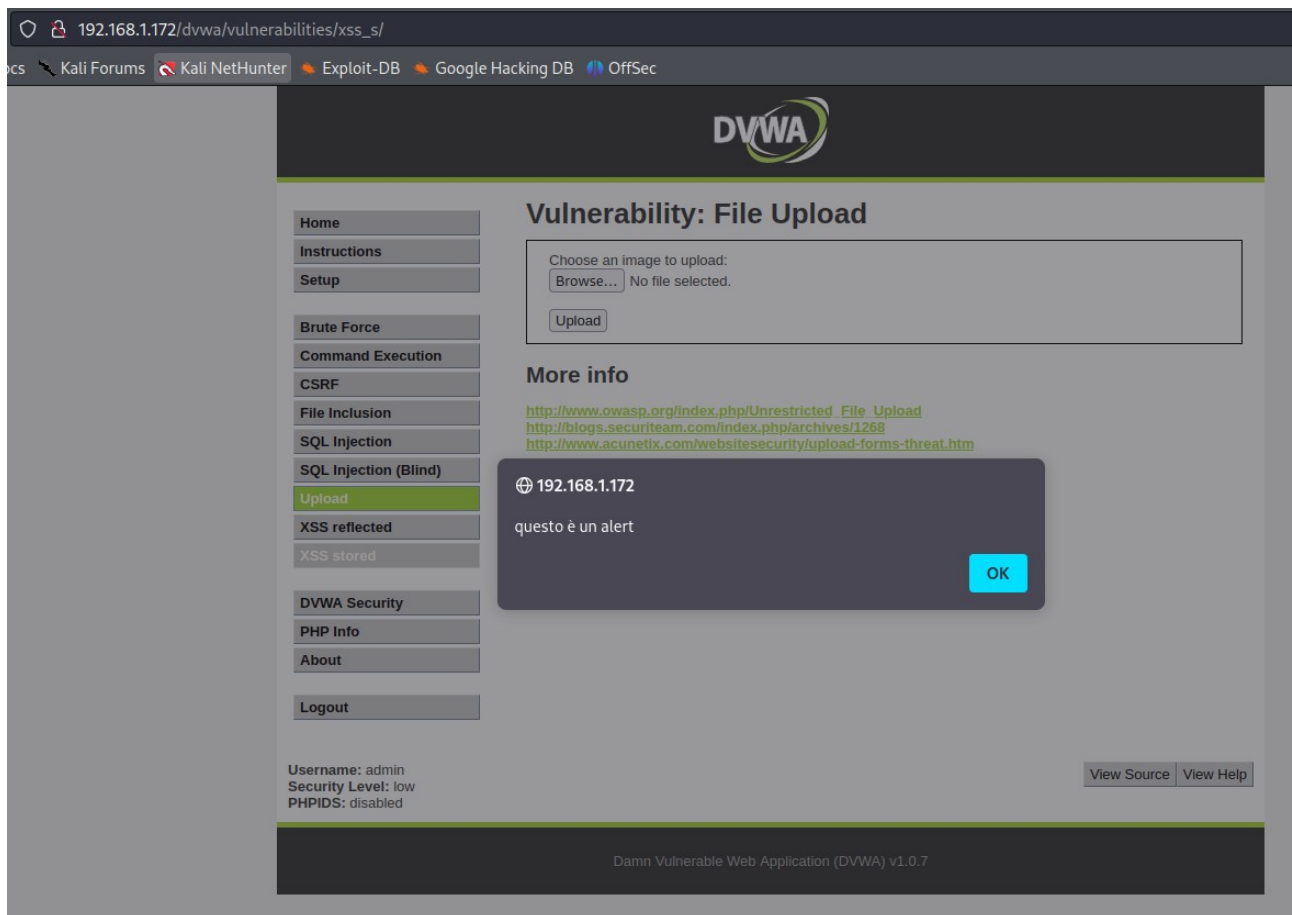 192.168.1.172/dvwa/vulnerabilities/xss_s/
ocs Kali Forums Kali NetHunter Exploit-DB Google Hacking DB OffSec
DVWA
Home
Instructions
Setup
Brute Force
Command Execution
CSRF
File Inclusion
SQL Injection
SQL Injection (Blind)
Upload
XSS reflected
XSS stored
DVWA Security
PHP Info
About
Logout
Vulnerability: File Upload
Choose an image to upload:
Browse... No file selected.
Upload
More info
http://www.owasp.org/index.php/Unrestricted_File_Upload
http://blogs.securiteam.com/index.php/archives/1268
http://www.acunetix.com/websitesecurity/upload-forms-threat.htm
192.168.1.172
questo è un alert
OK
Username: admin
Security Level: low
PHPIDS: disabled
View Source View Help
Damn Vulnerable Web Application (DVWA) v1.0.7